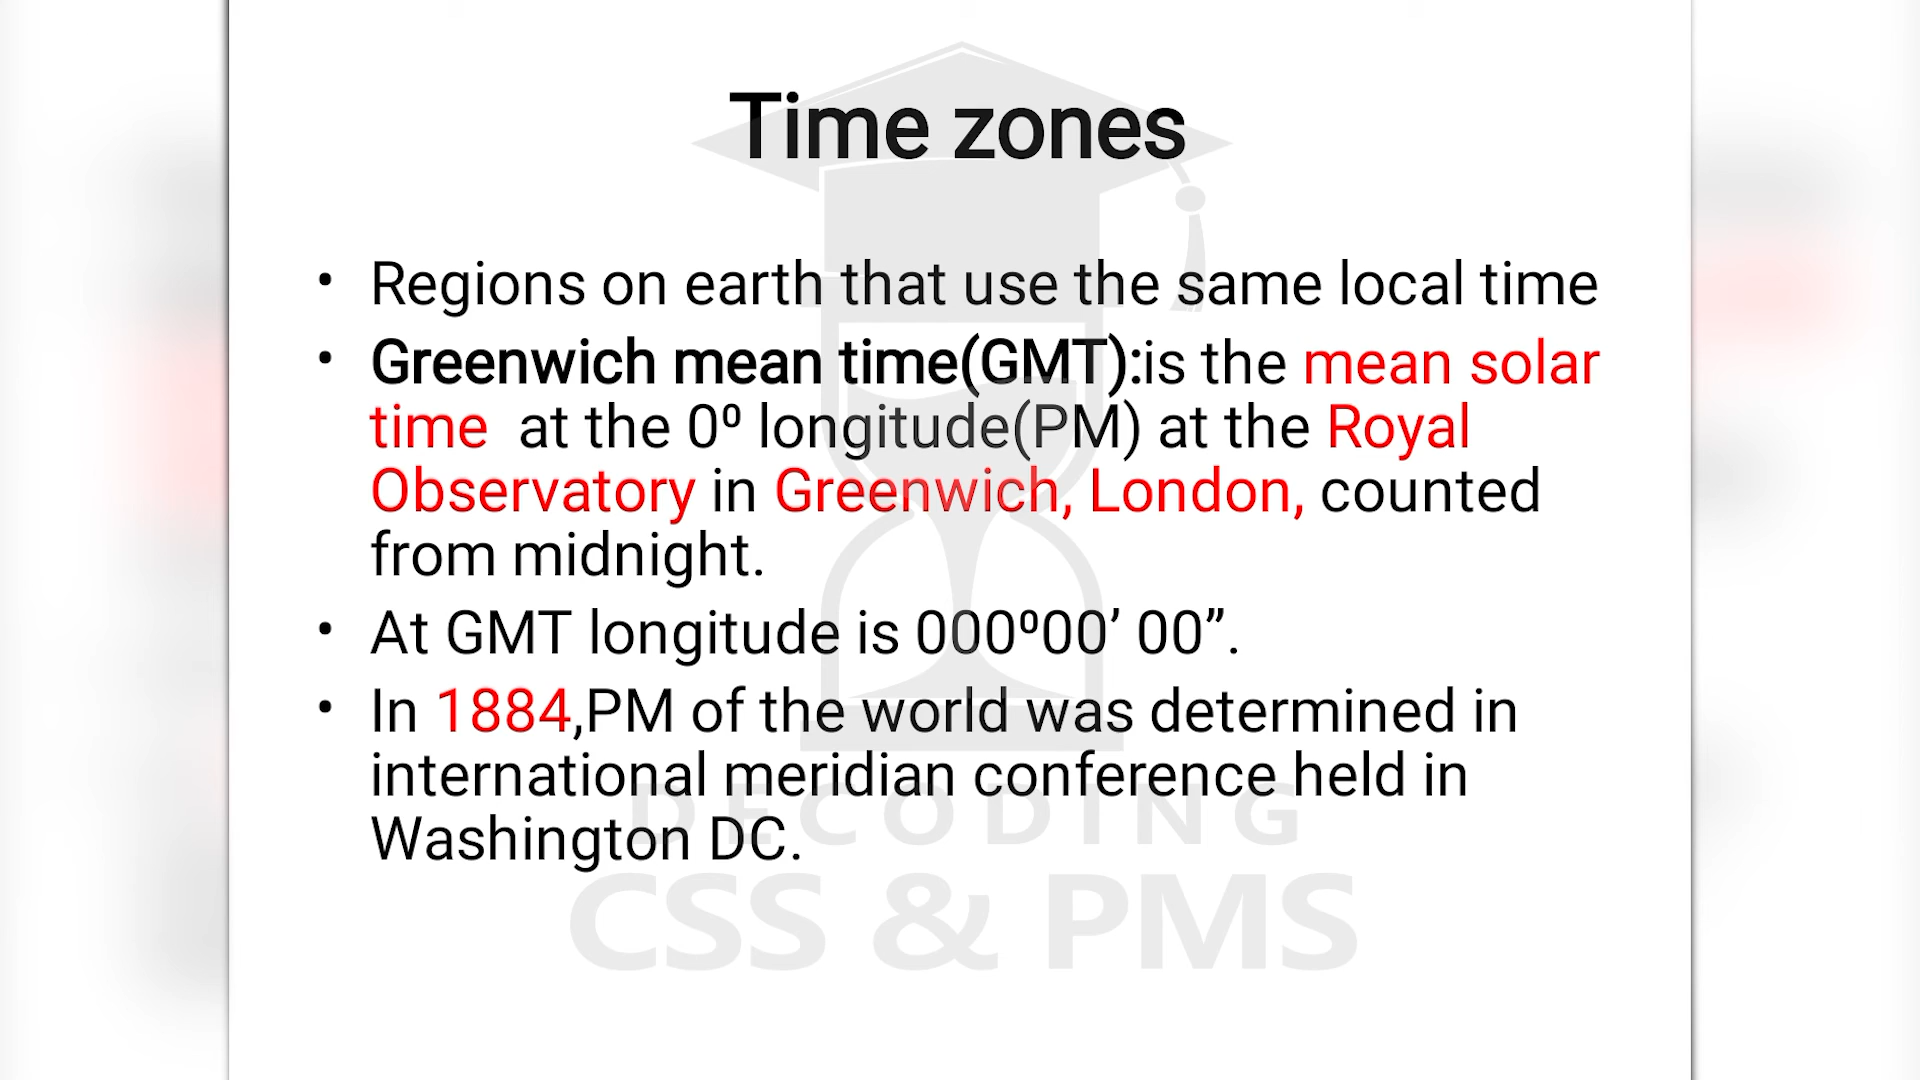 Time zones
• Regions on earth that use the same local time
• Greenwich mean time(GMT):is the mean solar
time at the 0⁰ longitude(PM) at the Royal
Observatory in Greenwich, London, counted
from midnight.
• At GMT longitude is 000⁰00’ 00”.
• In 1884,PM of the world was determined in
international meridian conference held in
Washington DC.
DECODING
CSS & PMS